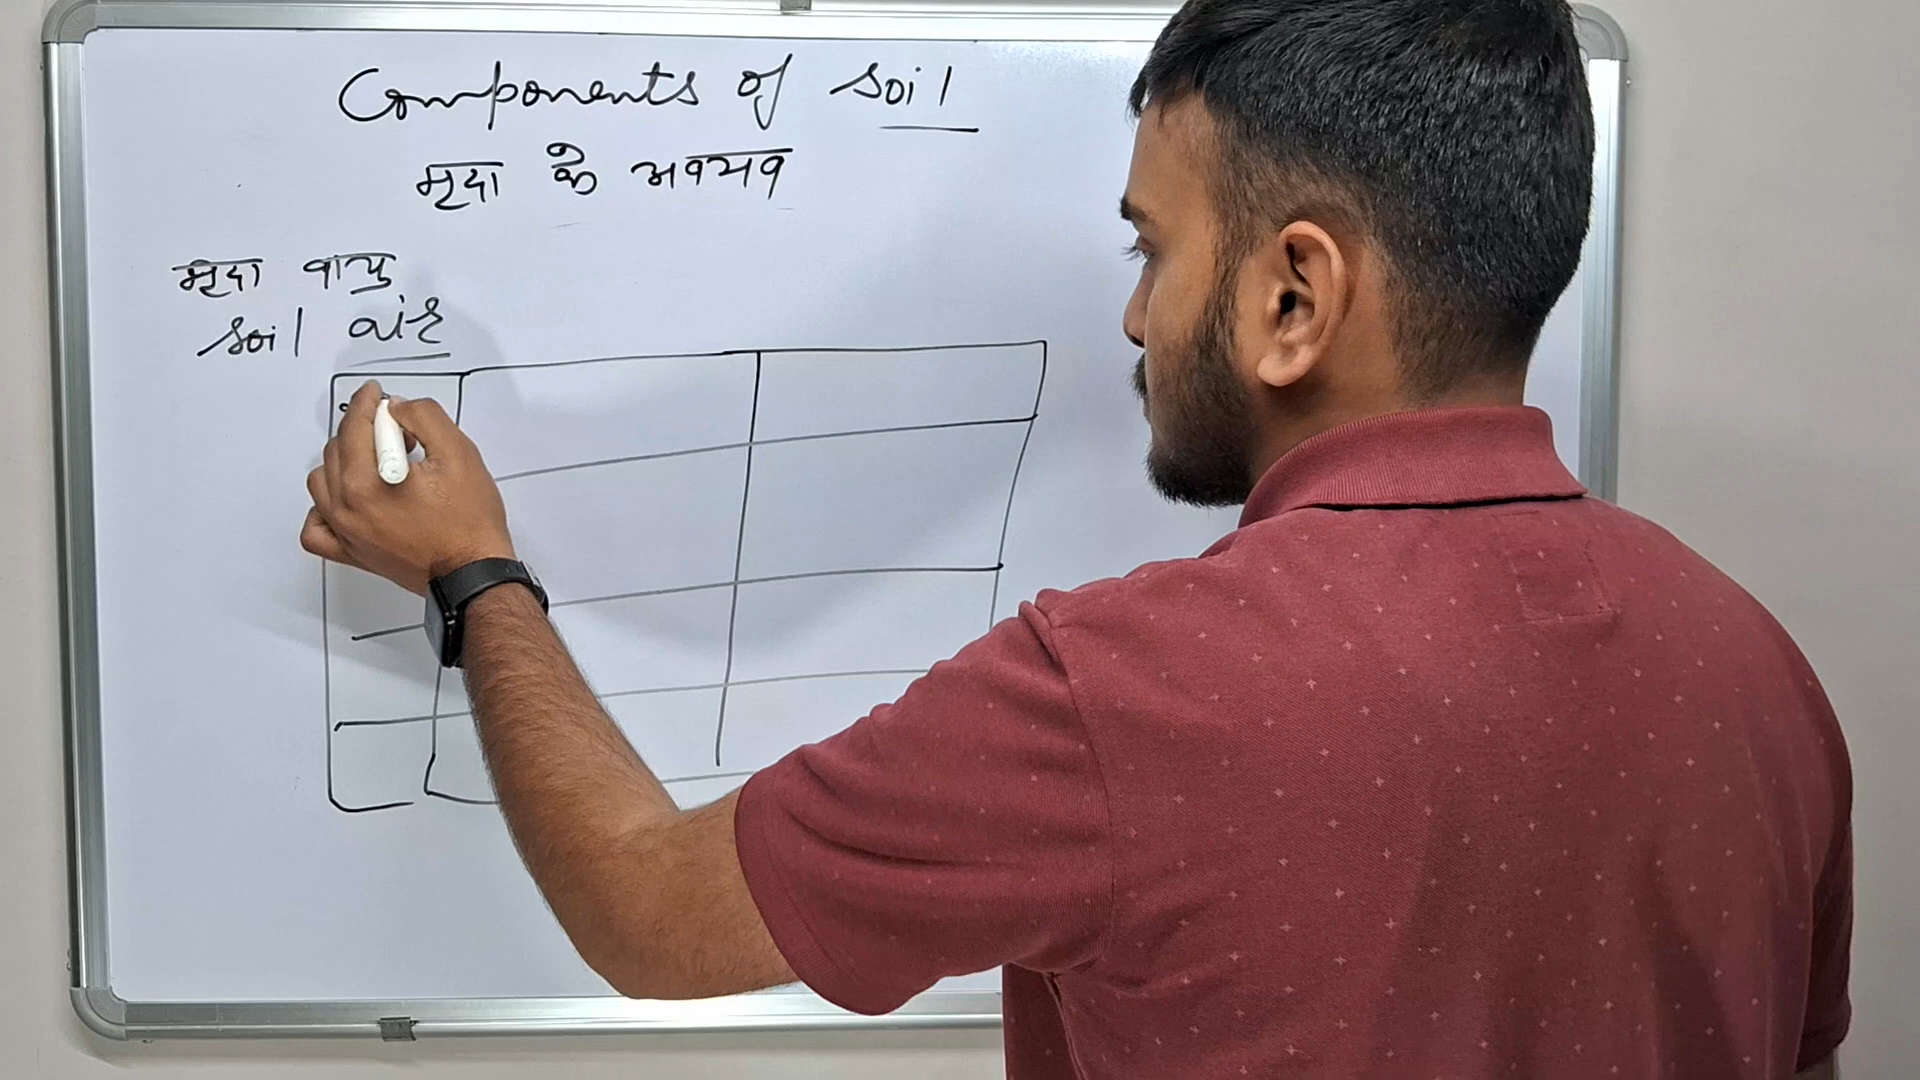 Components of soil
मृदा के अवयव
मृदा वायु
soil air